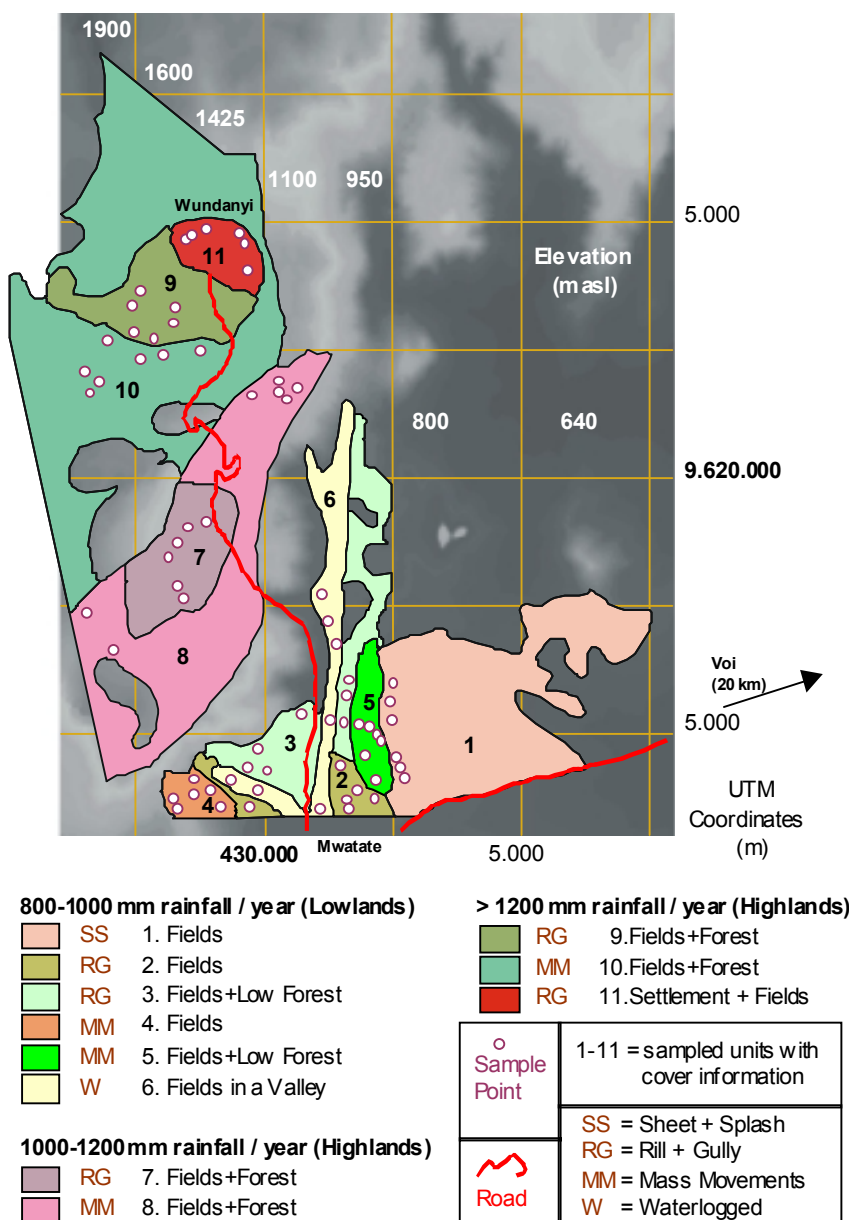 1900
1600
1425
1100 950
Wundanyi
5.000
11
Elevation
(masl)
9
10
800 640
9.620.000
6
7
8
Voi
(20 km)
5
5.000
3
1
2
4
UTM
Coordinates
(m)
Mwatate
430.000 5.000
800-1000 mm rainfall / year (Lowlands)
SS 1. Fields
RG 2. Fields
RG 3. Fields+Low Forest
MM 4. Fields
MM 5. Fields+Low Forest
W 6. Fields in a Valley
1000-1200 mm rainfall / year (Highlands)
RG 7. Fields+Forest
MM 8. Fields+Forest
> 1200 mm rainfall / year (Highlands)
RG 9.Fields+Forest
MM 10.Fields+Forest
RG 11.Settlement + Fields
Sample
Point
1-11 = sampled units with
cover information
Road
SS = Sheet + Splash
RG = Rill + Gully
MM = Mass Movements
W = Waterlogged